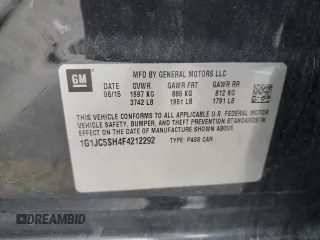 GM
MFD BY GENERAL MOTORS LLC
DATE GVWR GAWR FRT GAWR RR
06/15 1697 KG 885 KG 812 KG
3742 LB 1951 LB 1791 LB
THIS VEHICLE CONFORMS TO ALL APPLICABLE U.S. FEDERAL MOTOR
VEHICLE SAFETY, BUMPER, AND THEFT PREVENTION STANDARDS IN EFFECT ON THE
DATE OF MANUFACTURE SHOWN ABOVE.
1G1JC5SH4F4212292 TYPE: PASS CAR